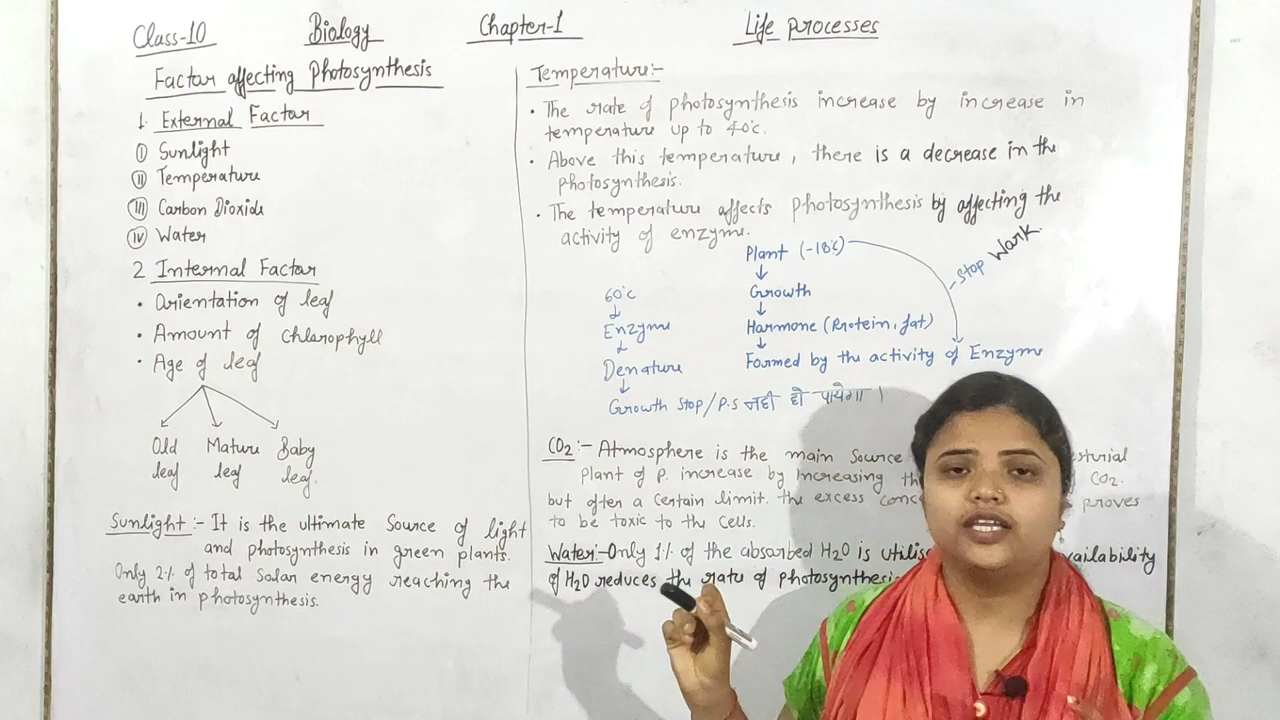 Class-10 Biology Chapter-1 Life Processes
Factor affecting Photosynthesis
1. External Factor
(I) Sunlight
(II) Temperature
(III) Carbon Dioxide
(IV) Water
2 Internal Factor
• Orientation of leaf
• Amount of Chlorophyll
• Age of leaf
Old Mature Baby
leaf leaf leaf.
Sunlight :- It is the ultimate Source of light
and photosynthesis in green plants.
Only 2% of total Solar energy reaching the
earth in photosynthesis.
Temperature:-
• The rate of photosynthesis increase by increase in
temperature up to 40°c.
• Above this temperature, there is a decrease in the
photosynthesis.
• The temperature affects photosynthesis by affecting the
activity of enzyme.
Plant (-18°c)
↓
Growth
↓
Harmone (Protein, fat)
↓
Formed by the activity of Enzyme
- Stop Work.
60°c
↓
Enzyme
↓
Denature
↓
Growth Stop/P.S नहीं हो पायेगा।
CO2 :- Atmosphere is the main Source
plant of p. increase by increasing CO2.
but after a Certain limit. the excess proves
to be toxic to the cells.
Water:- Only 1% of the absorbed H2O is
of H2O reduces the rate of